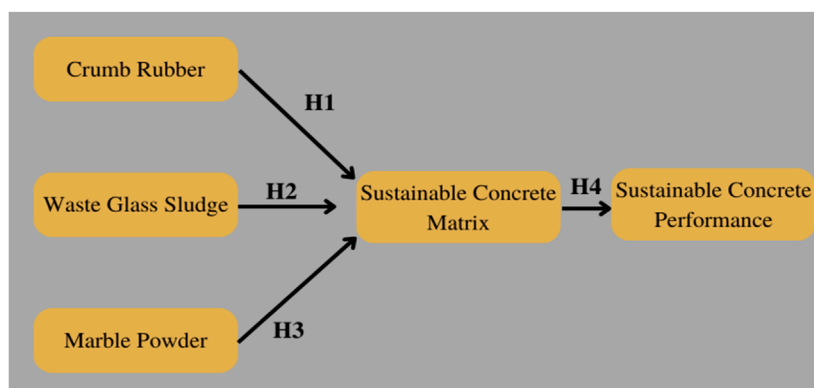 Crumb Rubber
H1
Waste Glass Sludge
H2
Sustainable Concrete
Matrix
H4
Sustainable Concrete
Performance
Marble Powder
H3